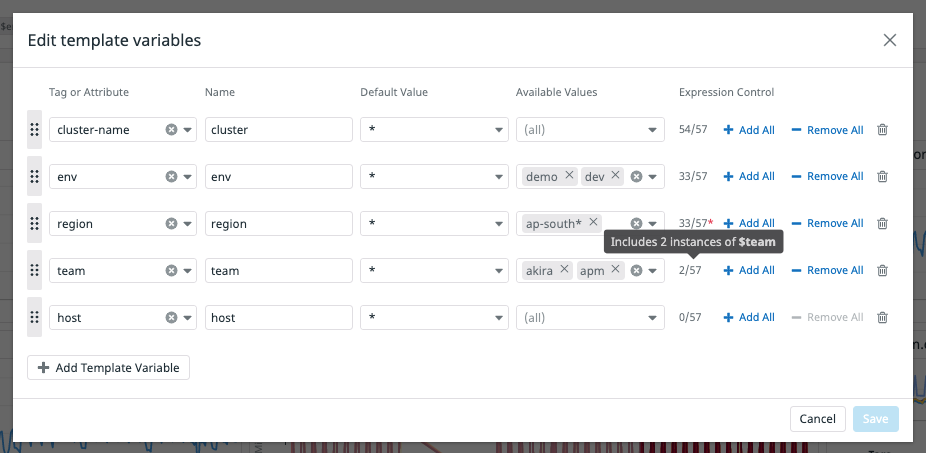 Edit template variables
Tag or Attribute Name Default Value Available Values Expression Control
cluster-name cluster * (all) 54/57 Add All Remove All
env env * demo dev 33/57 Add All Remove All
region region * ap-south* 33/57* Add All Remove All
Includes 2 instances of $team
team team * akira apm 2/57 Add All Remove All
host host * (all) 0/57 Add All Remove All
Add Template Variable
Cancel Save